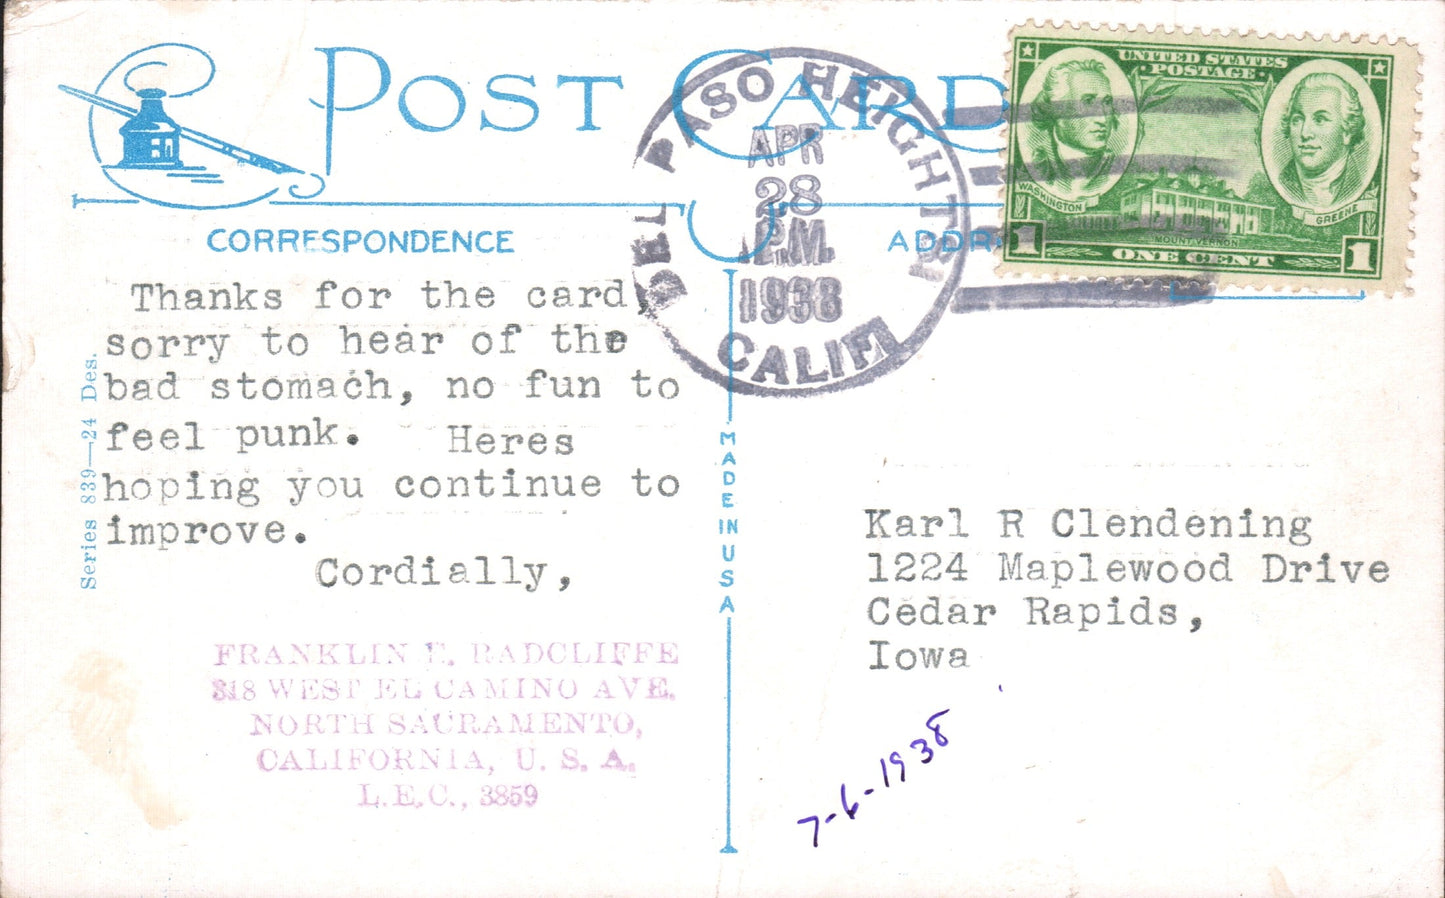 POST CARD
DEL PASO HEIGHTS
APR
28
P.M.
1938
CALIF.
UNITED STATES
POSTAGE
WASHINGTON
GREENE
MOUNT VERNON
1 ONE CENT 1
CORRESPONDENCE
ADDR
Thanks for the card,
sorry to hear of the
bad stomach, no fun to
feel punk. Heres
hoping you continue to
improve.
Cordially,
FRANKLIN E. RADCLIFFE
318 WEST EL CAMINO AVE.
NORTH SACRAMENTO,
CALIFORNIA, U. S. A.
L.E.C., 3859
Series 839—24 Des.
MADE IN USA
Karl R Clendening
1224 Maplewood Drive
Cedar Rapids,
Iowa
7-6-1938